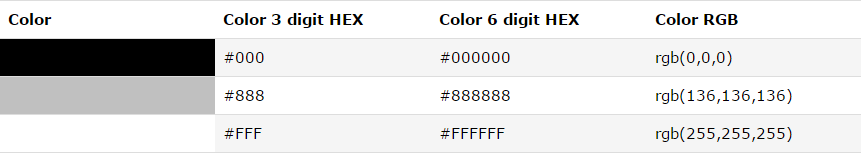 Color Color 3 digit HEX Color 6 digit HEX Color RGB
#000 #000000 rgb(0,0,0)
#888 #888888 rgb(136,136,136)
#FFF #FFFFFF rgb(255,255,255)